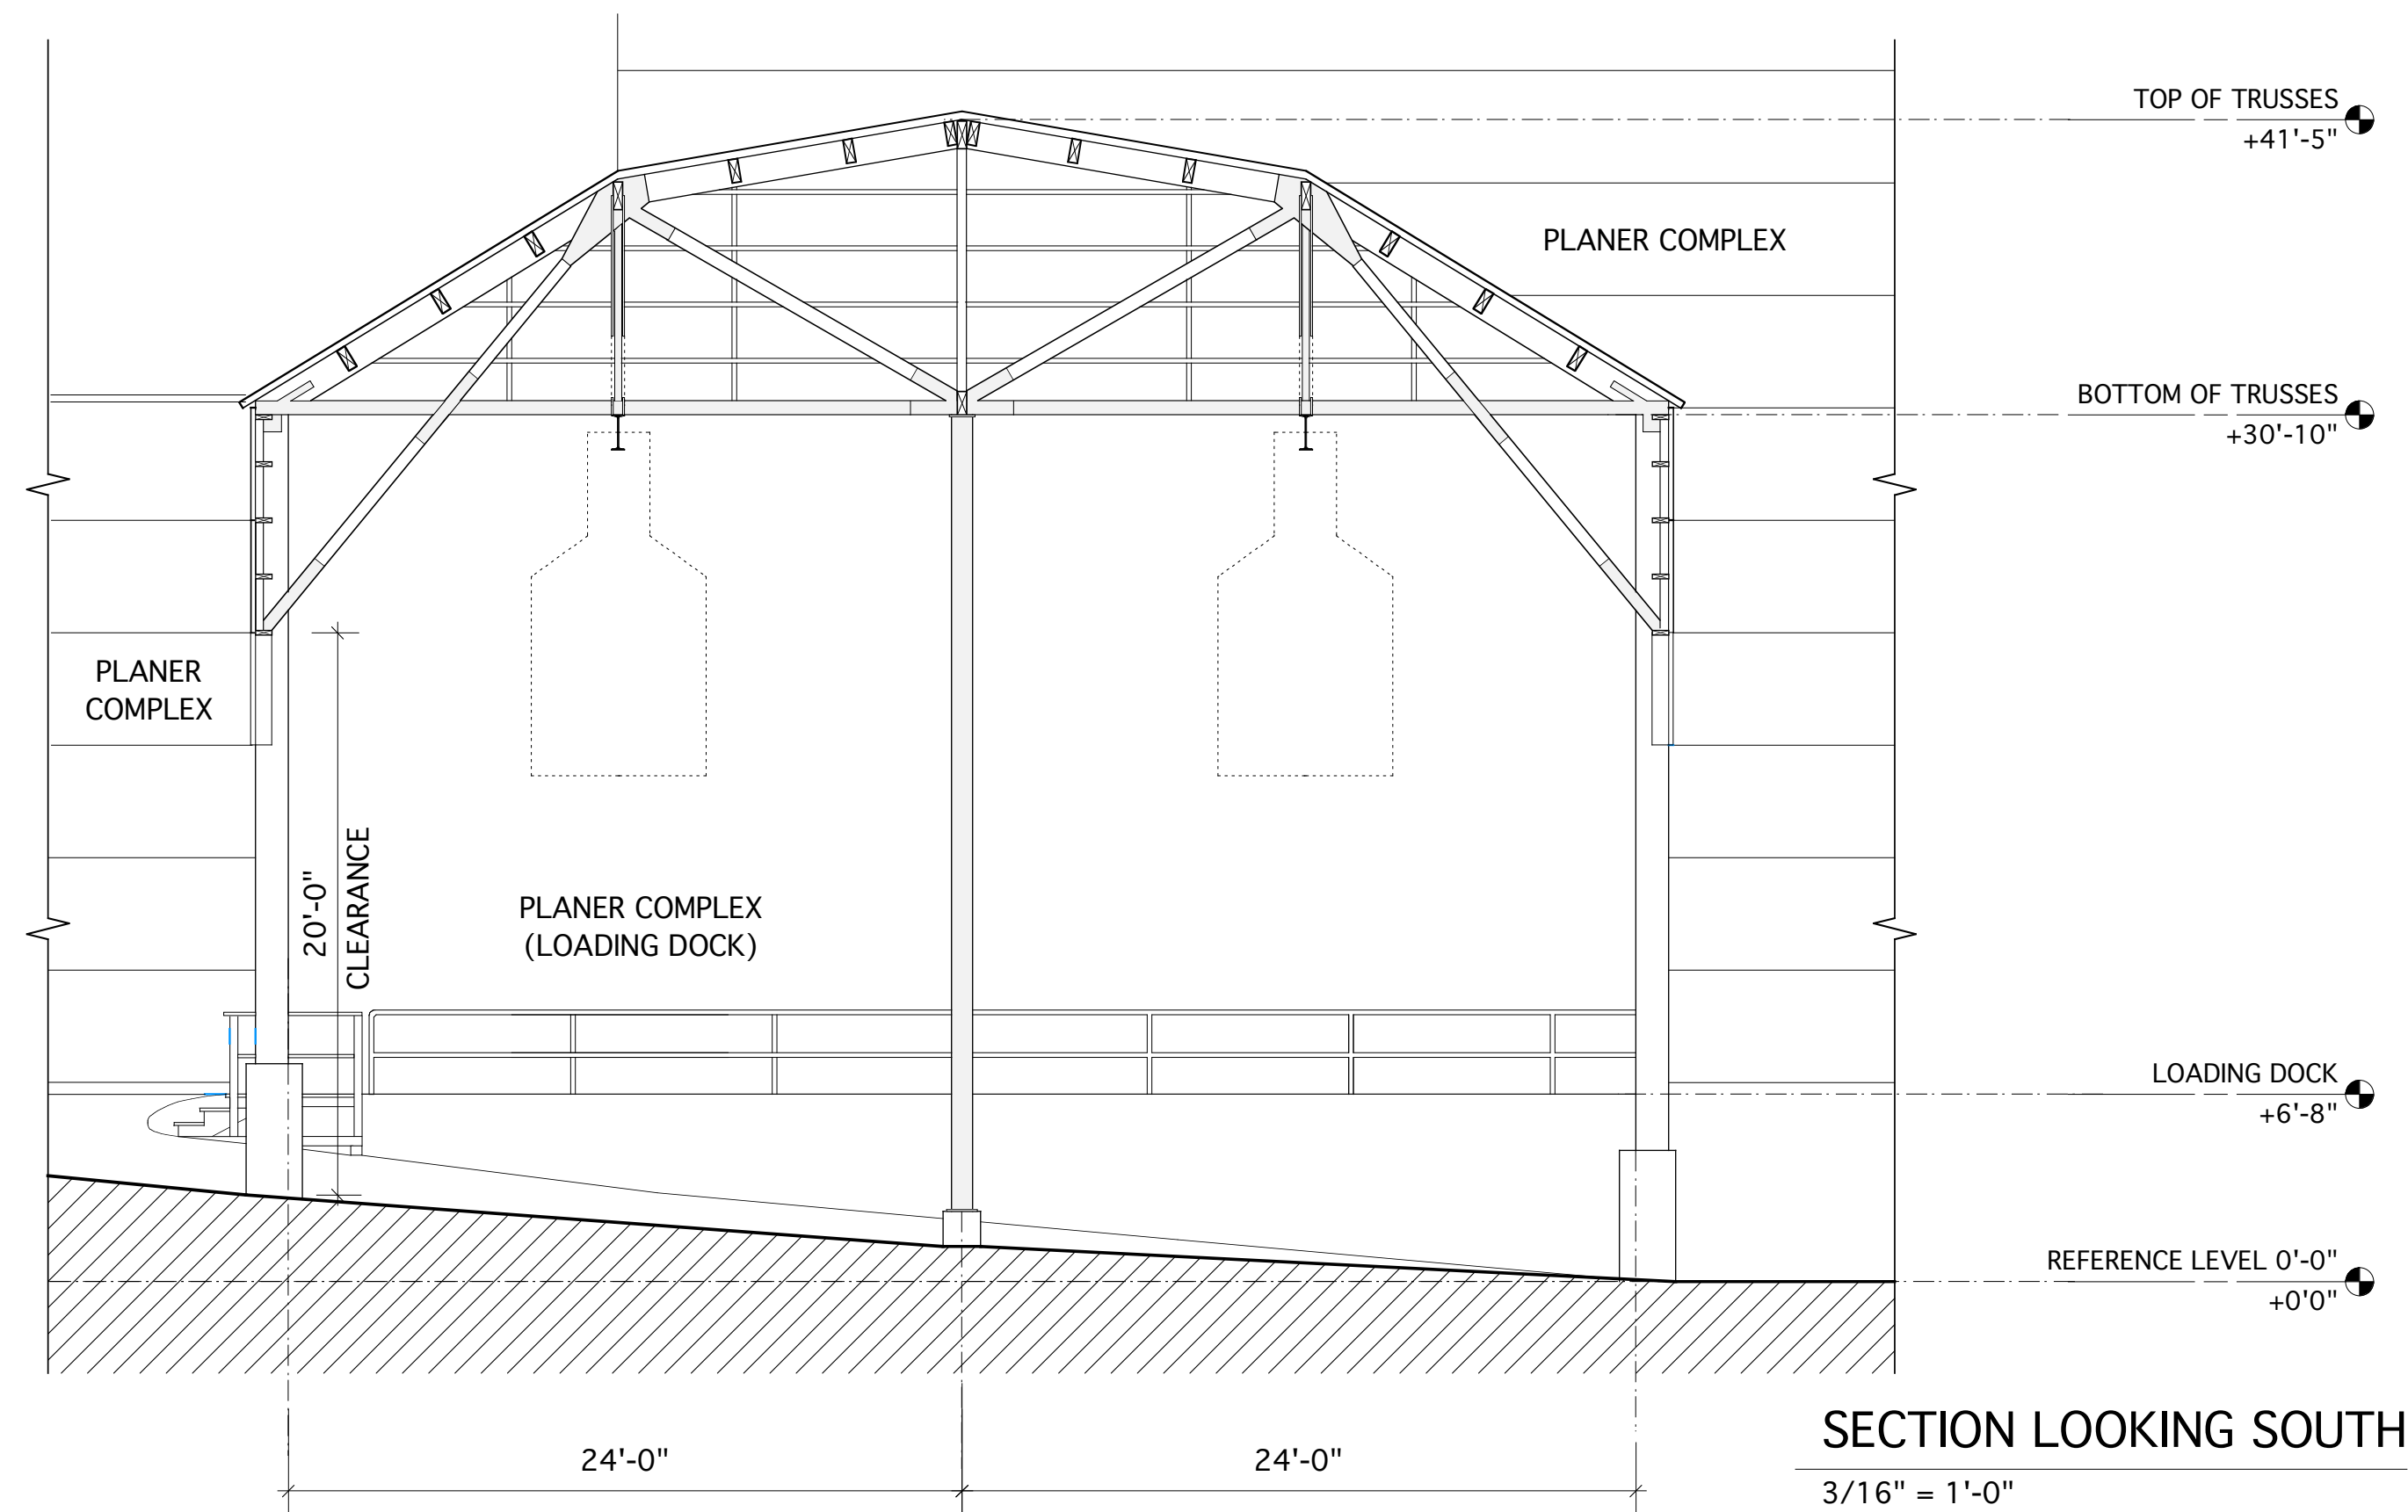 TOP OF TRUSSES
+41'-5"
PLANER COMPLEX
BOTTOM OF TRUSSES
+30'-10"
PLANER
COMPLEX
20'-0"
CLEARANCE
PLANER COMPLEX
(LOADING DOCK)
LOADING DOCK
+6'-8"
REFERENCE LEVEL 0'-0"
+0'0"
24'-0"
24'-0"
SECTION LOOKING SOUTH
3/16" = 1'-0"